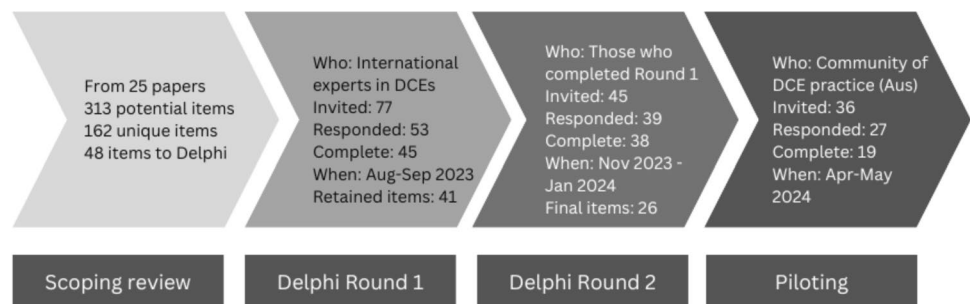 From 25 papers
313 potential items
162 unique items
48 items to Delphi
Who: International
experts in DCEs
Invited: 77
Responded: 53
Complete: 45
When: Aug-Sep 2023
Retained items: 41
Who: Those who
completed Round 1
Invited: 45
Responded: 39
Complete: 38
When: Nov 2023 -
Jan 2024
Final items: 26
Who: Community of
DCE practice (Aus)
Invited: 36
Responded: 27
Complete: 19
When: Apr-May
2024
Scoping review
Delphi Round 1
Delphi Round 2
Piloting